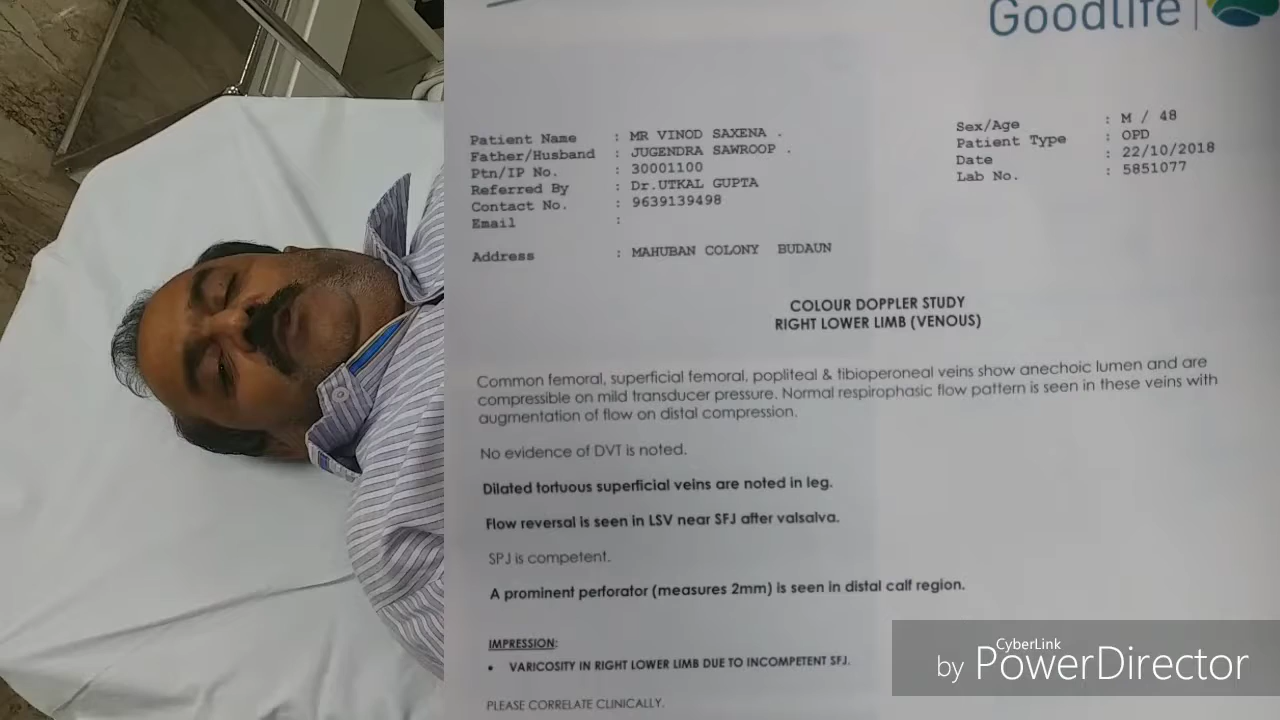 Goodlife
Patient Name : MR VINOD SAXENA .
Father/Husband : JUGENDRA SAWROOP .
Ptn/IP No. : 30001100
Referred By : Dr.UTKAL GUPTA
Contact No. : 9639139498
Email :
Address : MAHUBAN COLONY BUDAUN
Sex/Age : M / 48
Patient Type : OPD
Date : 22/10/2018
Lab No. : 5851077
COLOUR DOPPLER STUDY
RIGHT LOWER LIMB (VENOUS)
Common femoral, superficial femoral, popliteal & tibioperoneal veins show anechoic lumen and are
compressible on mild transducer pressure. Normal respirophasic flow pattern is seen in these veins with
augmentation of flow on distal compression.
No evidence of DVT is noted.
Dilated tortuous superficial veins are noted in leg.
Flow reversal is seen in LSV near SFJ after valsalva.
SPJ is competent.
A prominent perforator (measures 2mm) is seen in distal calf region.
IMPRESSION:
• VARICOSITY IN RIGHT LOWER LIMB DUE TO INCOMPETENT SFJ.
PLEASE CORRELATE CLINICALLY.
by CyberLink PowerDirector